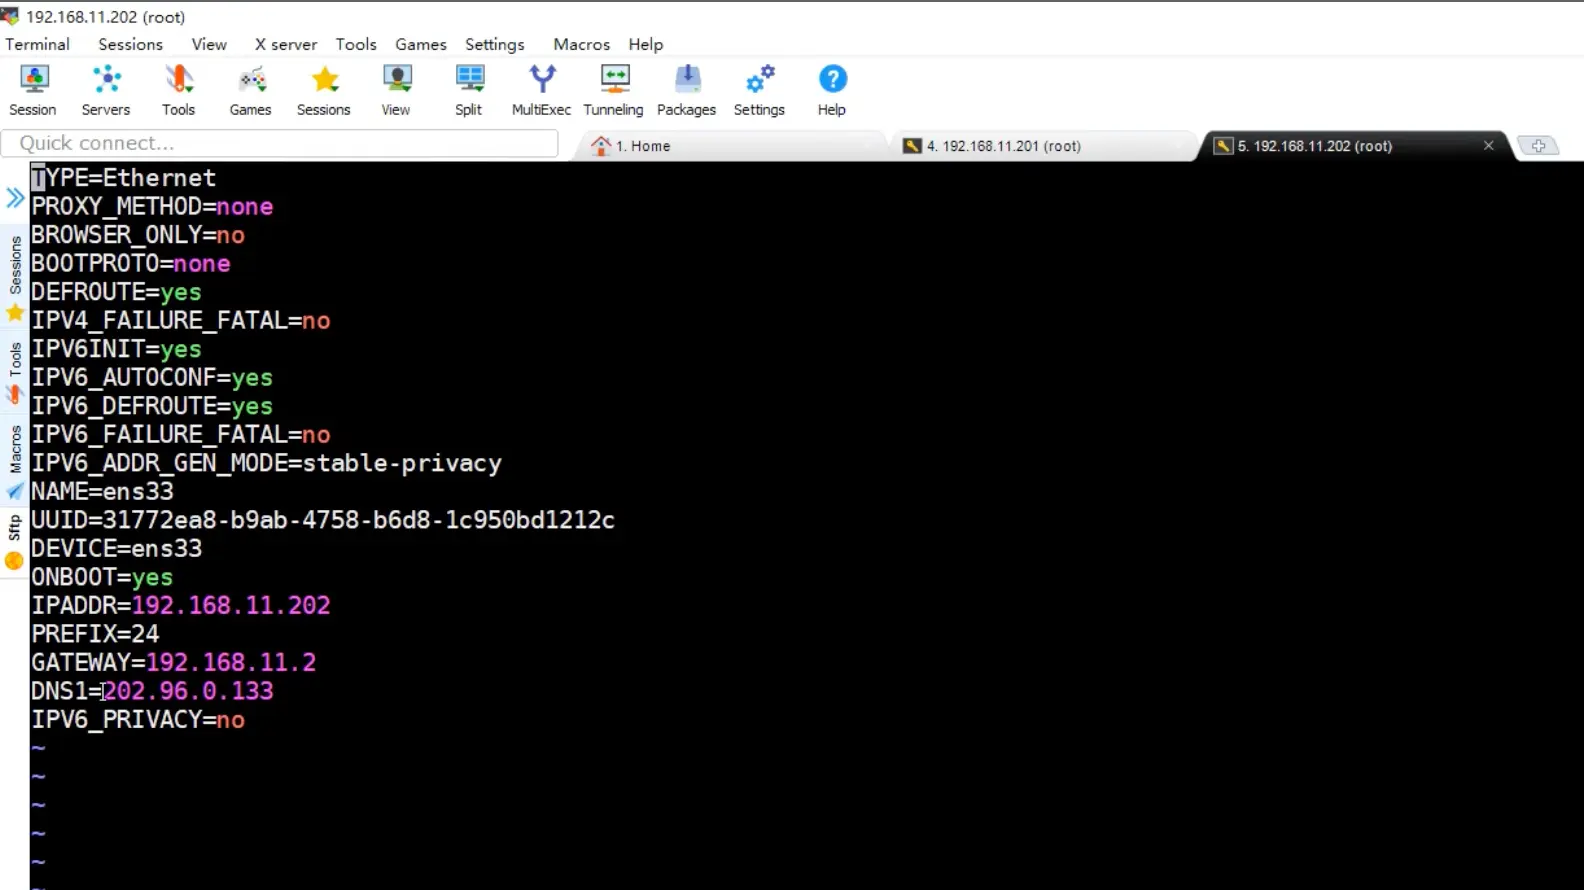 192.168.11.202 (root)
Terminal Sessions View X server Tools Games Settings Macros Help
Session Servers Tools Games Sessions View Split MultiExec Tunneling Packages Settings Help
Quick connect...
1. Home
4. 192.168.11.201 (root)
5. 192.168.11.202 (root)
Sessions
Tools
Macros
Sftp
TYPE=Ethernet
PROXY_METHOD=none
BROWSER_ONLY=no
BOOTPROTO=none
DEFROUTE=yes
IPV4_FAILURE_FATAL=no
IPV6INIT=yes
IPV6_AUTOCONF=yes
IPV6_DEFROUTE=yes
IPV6_FAILURE_FATAL=no
IPV6_ADDR_GEN_MODE=stable-privacy
NAME=ens33
UUID=31772ea8-b9ab-4758-b6d8-1c950bd1212c
DEVICE=ens33
ONBOOT=yes
IPADDR=192.168.11.202
PREFIX=24
GATEWAY=192.168.11.2
DNS1=202.96.0.133
IPV6_PRIVACY=no
~
~
~
~
~